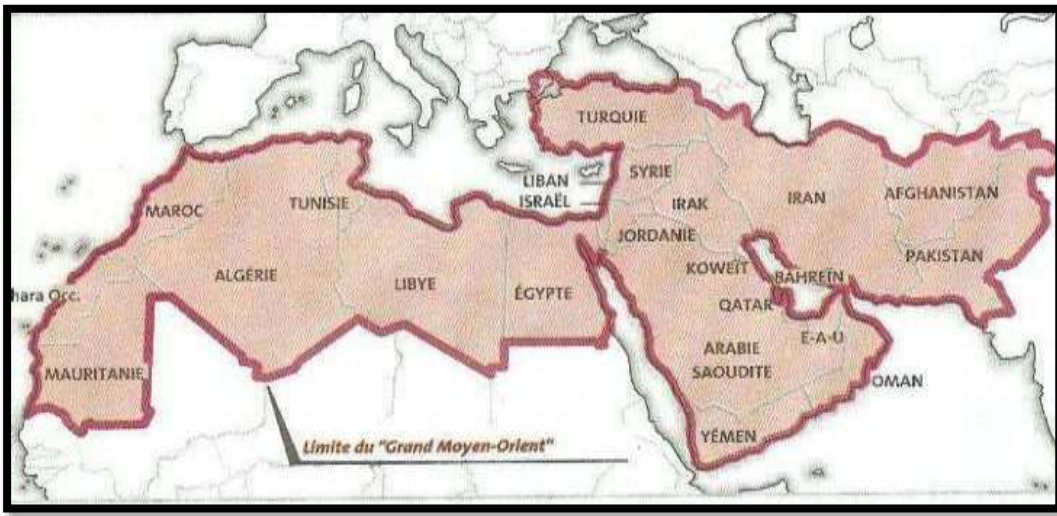 TURQUIE
LIBAN
SYRIE
ISRAËL
IRAK
IRAN
AFGHANISTAN
MAROC
TUNISIE
JORDANIE
PAKISTAN
ALGÉRIE
LIBYE
ÉGYPTE
KOWEÏT
BAHREÏN
hara Occ.
QATAR
E-A-U
MAURITANIE
ARABIE
SAOUDITE
OMAN
YÉMEN
Limite du "Grand Moyen-Orient"